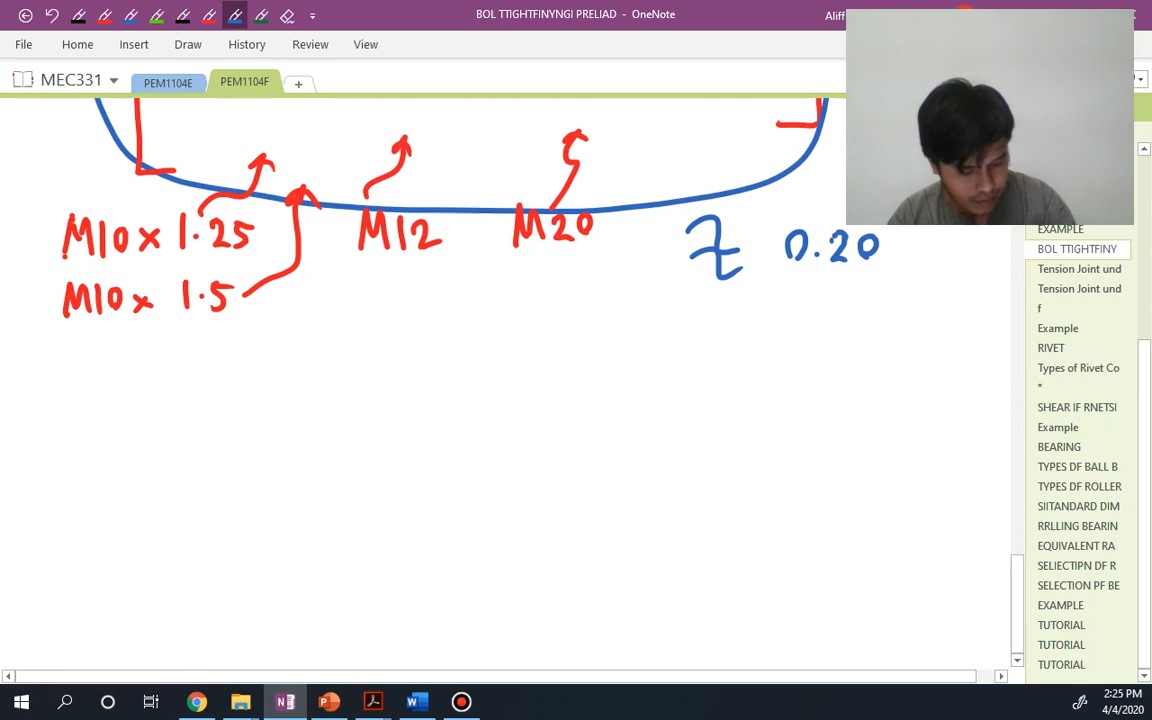 BOL TTIGHTFINYNGI PRELIAD - OneNote
Aliff
File Home Insert Draw History Review View
MEC331 PEM1104E PEM1104F
M10 x 1.25 M12 M20 0.20
M10 x 1.5
EXAMPLE
BOL TTIGHTFINY
Tension Joint und
Tension Joint und
f
Example
RIVET
Types of Rivet Co
*
SHEAR IF RNETSI
Example
BEARING
TYPES DF BALL B
TYPES DF ROLLER
SIITANDARD DIM
RRLLING BEARIN
EQUIVALENT RA
SELIECTIPN DF R
SELECTION PF BE
EXAMPLE
TUTORIAL
TUTORIAL
TUTORIAL
2:25 PM
4/4/2020